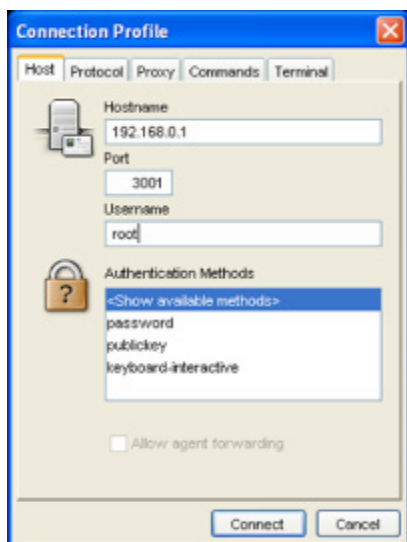 Connection Profile
Host Protocol Proxy Commands Terminal
Hostname
192.168.0.1
Port
3001
Username
root
Authentication Methods
<Show available methods>
password
publickey
keyboard-interactive
Allow agent forwarding
Connect Cancel